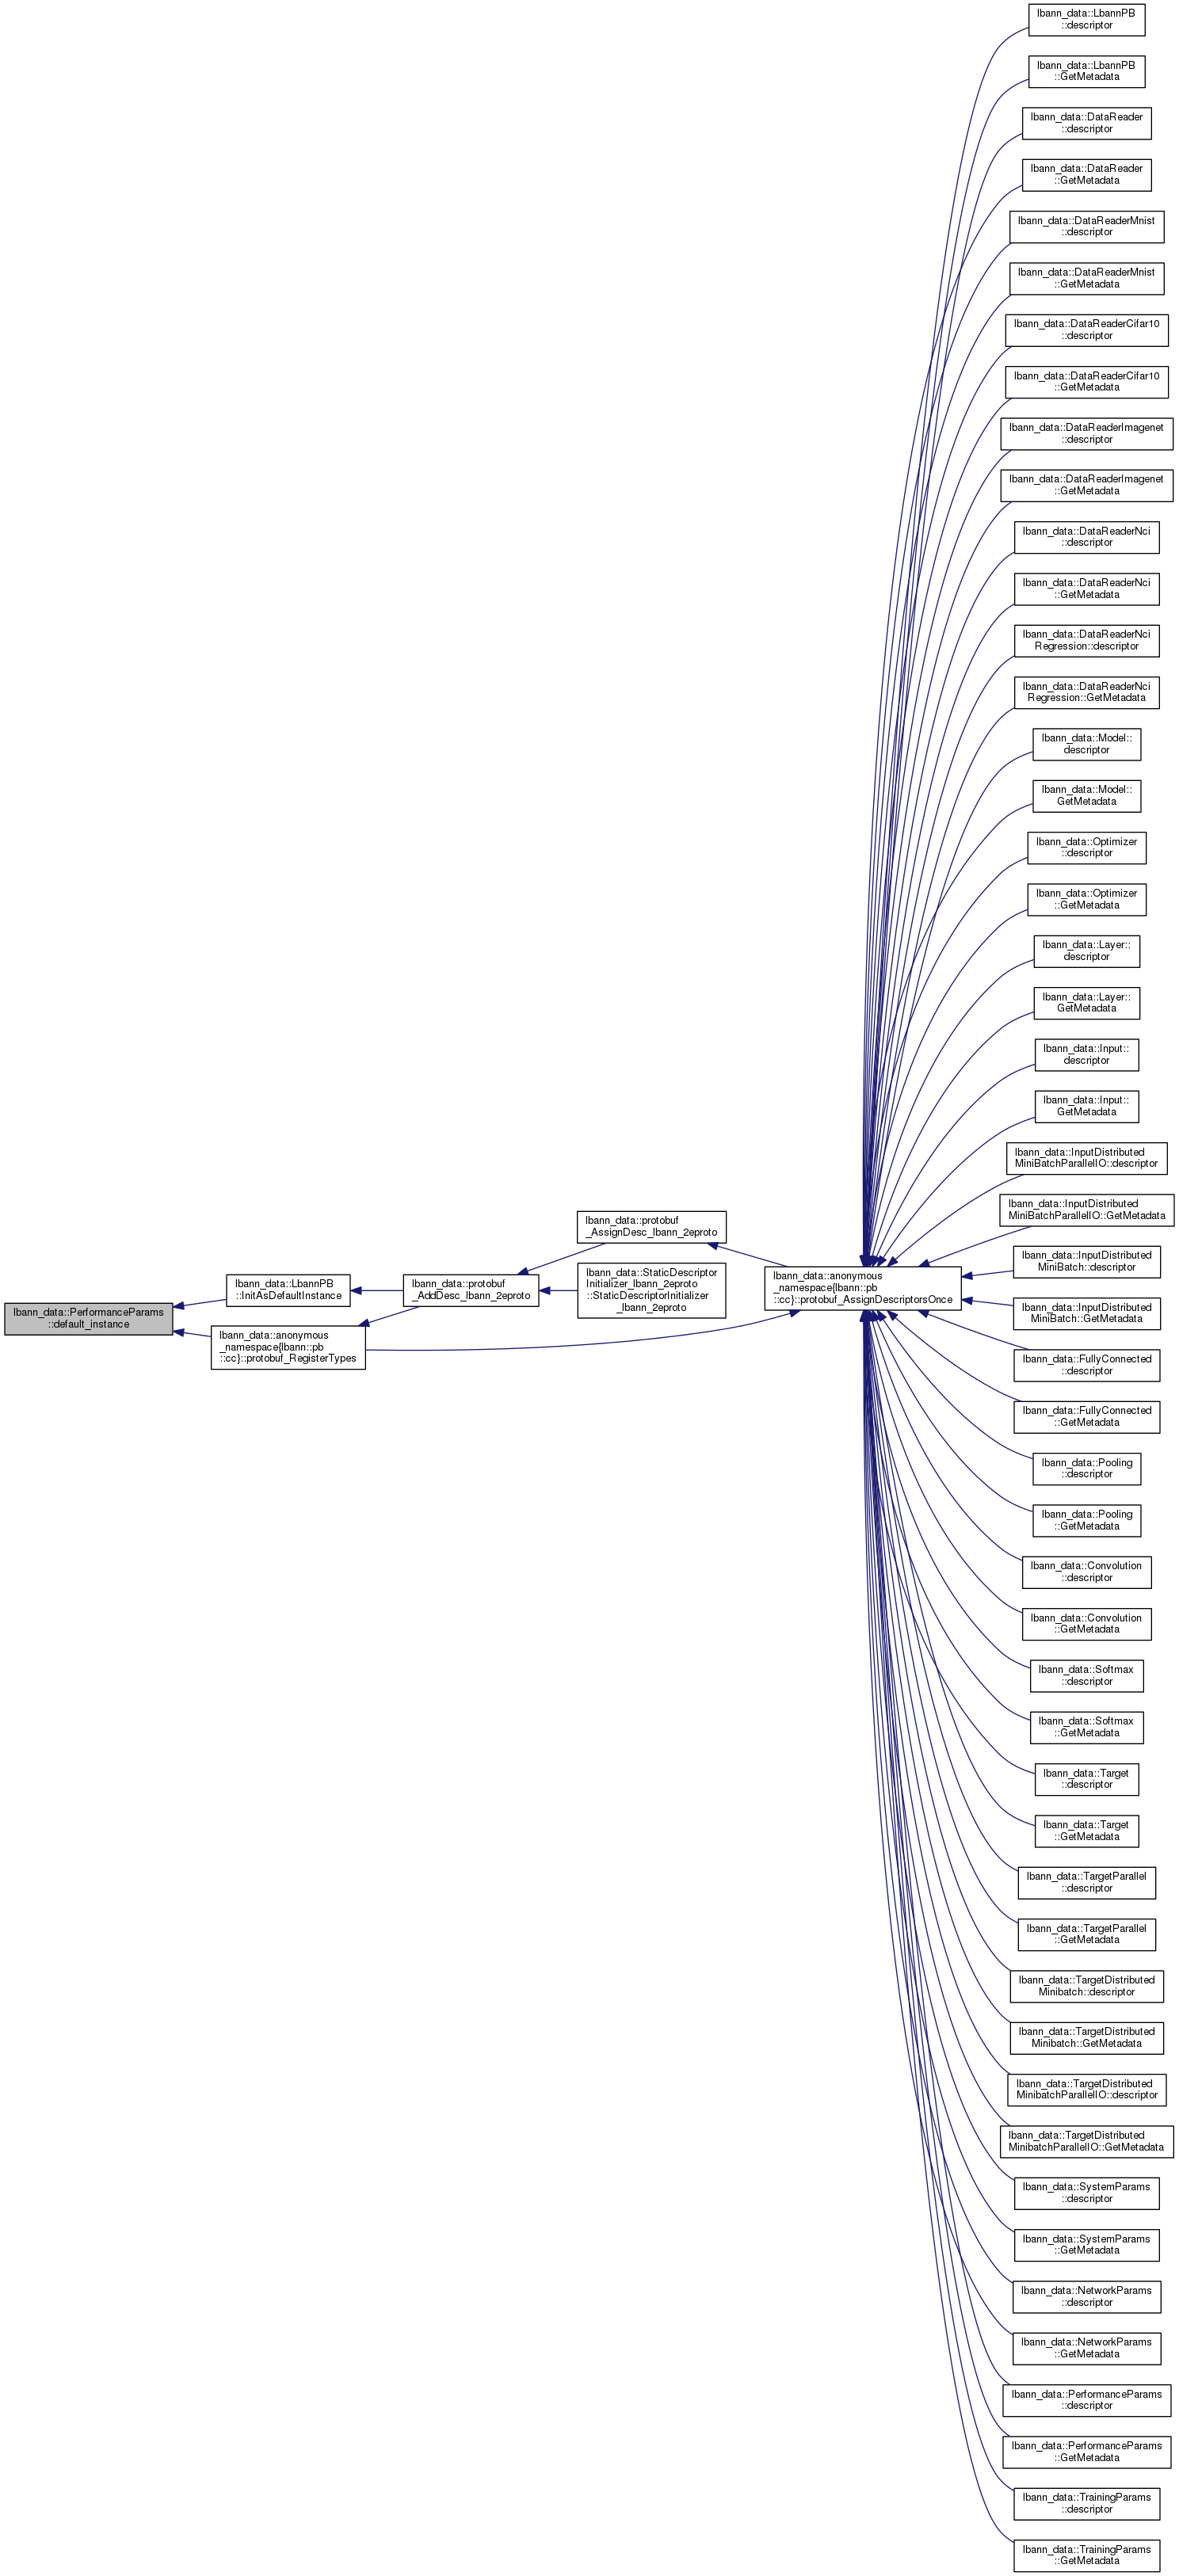 lbann_data::PerformanceParams
::default_instance
lbann_data::LbannPB
::InitAsDefaultInstance
lbann_data::anonymous
_namespace{lbann::pb
::cc}::protobuf_RegisterTypes
lbann_data::protobuf
_AddDesc_lbann_2eproto
lbann_data::protobuf
_AssignDesc_lbann_2eproto
lbann_data::StaticDescriptor
Initializer_lbann_2eproto
::StaticDescriptorInitializer
_lbann_2eproto
lbann_data::anonymous
_namespace{lbann::pb
::cc}::protobuf_AssignDescriptorsOnce
lbann_data::LbannPB
::descriptor
lbann_data::LbannPB
::GetMetadata
lbann_data::DataReader
::descriptor
lbann_data::DataReader
::GetMetadata
lbann_data::DataReaderMnist
::descriptor
lbann_data::DataReaderMnist
::GetMetadata
lbann_data::DataReaderCifar10
::descriptor
lbann_data::DataReaderCifar10
::GetMetadata
lbann_data::DataReaderImagenet
::descriptor
lbann_data::DataReaderImagenet
::GetMetadata
lbann_data::DataReaderNci
::descriptor
lbann_data::DataReaderNci
::GetMetadata
lbann_data::DataReaderNci
Regression::descriptor
lbann_data::DataReaderNci
Regression::GetMetadata
lbann_data::Model::
descriptor
lbann_data::Model::
GetMetadata
lbann_data::Optimizer
::descriptor
lbann_data::Optimizer
::GetMetadata
lbann_data::Layer::
descriptor
lbann_data::Layer::
GetMetadata
lbann_data::Input::
descriptor
lbann_data::Input::
GetMetadata
lbann_data::InputDistributed
MiniBatchParallelIO::descriptor
lbann_data::InputDistributed
MiniBatchParallelIO::GetMetadata
lbann_data::InputDistributed
MiniBatch::descriptor
lbann_data::InputDistributed
MiniBatch::GetMetadata
lbann_data::FullyConnected
::descriptor
lbann_data::FullyConnected
::GetMetadata
lbann_data::Pooling
::descriptor
lbann_data::Pooling
::GetMetadata
lbann_data::Convolution
::descriptor
lbann_data::Convolution
::GetMetadata
lbann_data::Softmax
::descriptor
lbann_data::Softmax
::GetMetadata
lbann_data::Target
::descriptor
lbann_data::Target
::GetMetadata
lbann_data::TargetParallel
::descriptor
lbann_data::TargetParallel
::GetMetadata
lbann_data::TargetDistributed
Minibatch::descriptor
lbann_data::TargetDistributed
Minibatch::GetMetadata
lbann_data::TargetDistributed
MinibatchParallelIO::descriptor
lbann_data::TargetDistributed
MinibatchParallelIO::GetMetadata
lbann_data::SystemParams
::descriptor
lbann_data::SystemParams
::GetMetadata
lbann_data::NetworkParams
::descriptor
lbann_data::NetworkParams
::GetMetadata
lbann_data::PerformanceParams
::descriptor
lbann_data::PerformanceParams
::GetMetadata
lbann_data::TrainingParams
::descriptor
lbann_data::TrainingParams
::GetMetadata